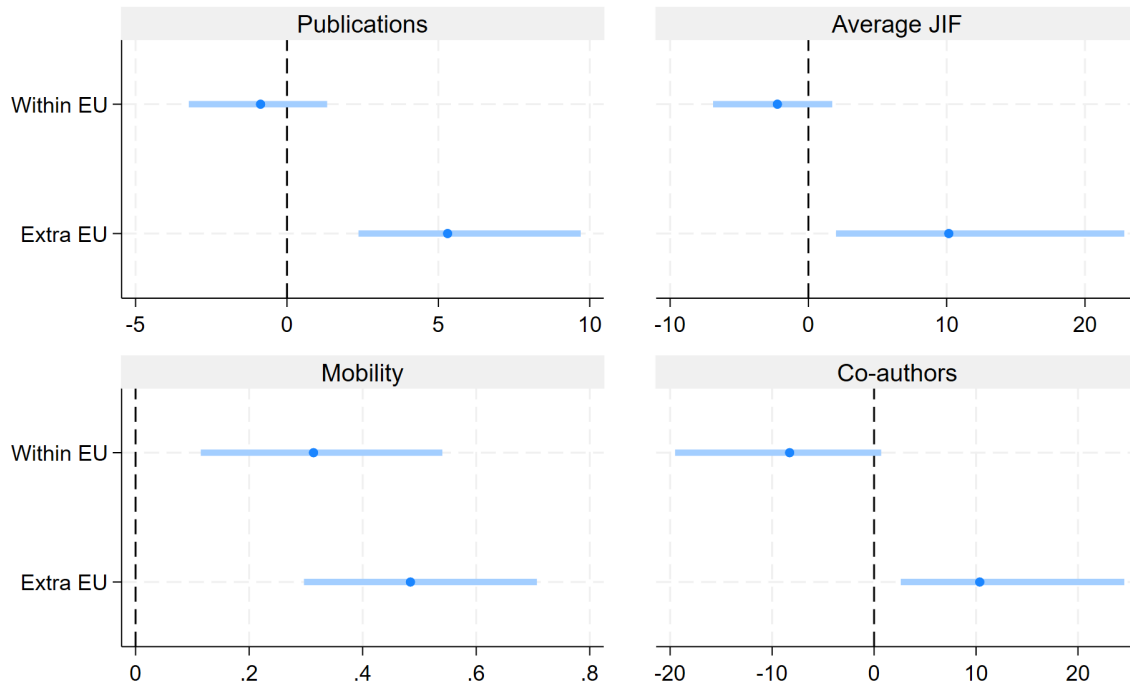 Publications
Average JIF
Within EU
Extra EU
-5 0 5 10
-10 0 10 20
Mobility
Co-authors
Within EU
Extra EU
0 .2 .4 .6 .8
-20 -10 0 10 20